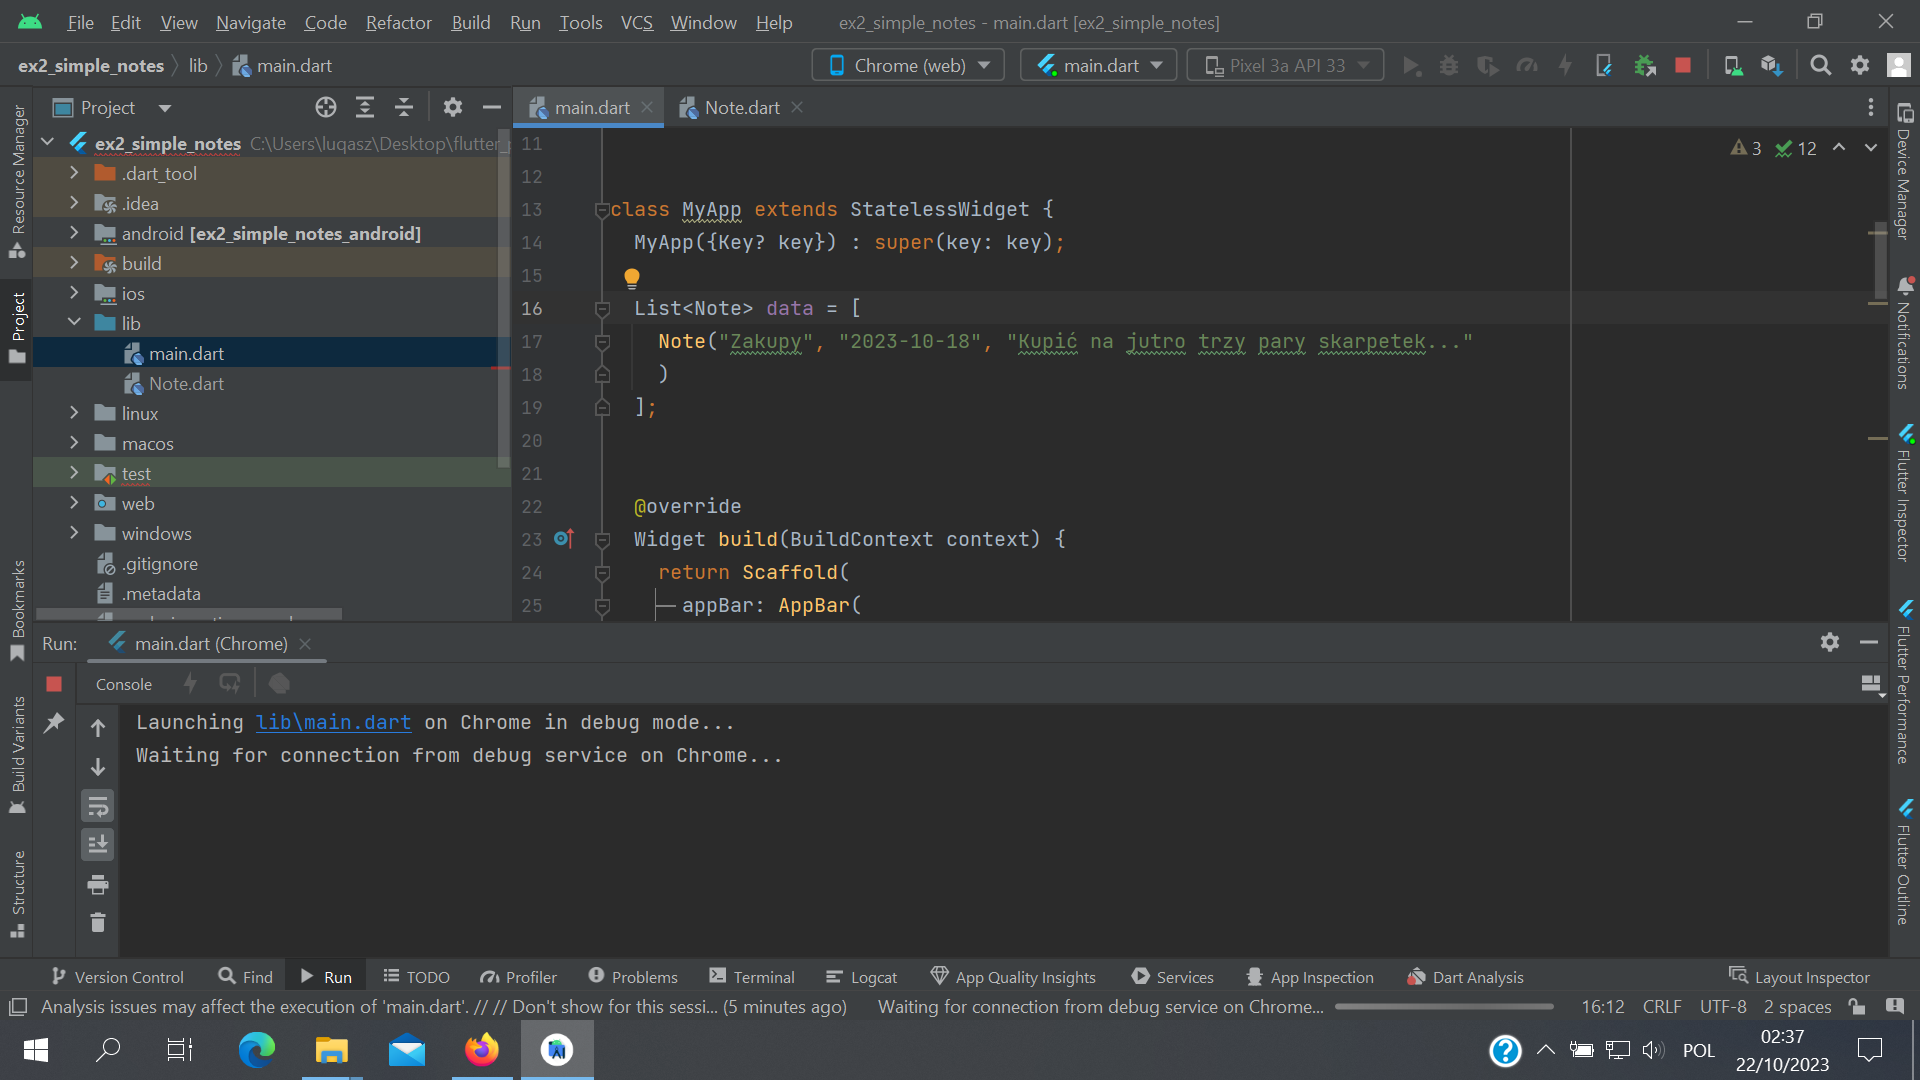 File Edit View Navigate Code Refactor Build Run Tools VCS Window Help ex2_simple_notes - main.dart [ex2_simple_notes]
ex2_simple_notes lib main.dart Chrome (web) main.dart Pixel 3a API 33
Project main.dart Note.dart
ex2_simple_notes C:\Users\luqasz\Desktop\flutter_
.dart_tool
.idea
android [ex2_simple_notes_android]
build
ios
lib
main.dart
Note.dart
linux
macos
test
web
windows
.gitignore
.metadata
11
12
13 class MyApp extends StatelessWidget {
14 MyApp({Key? key}) : super(key: key);
15
16 List<Note> data = [
17 Note("Zakupy", "2023-10-18", "Kupić na jutro trzy pary skarpetek..."
18 )
19 ];
20
21
22 @override
23 Widget build(BuildContext context) {
24 return Scaffold(
25 appBar: AppBar(
3 12
Resource Manager
Project
Bookmarks
Build Variants
Structure
Device Manager
Notifications
Flutter Inspector
Flutter Performance
Flutter Outline
Run: main.dart (Chrome)
Console
Launching lib\main.dart on Chrome in debug mode...
Waiting for connection from debug service on Chrome...
Version Control Find Run TODO Profiler Problems Terminal Logcat App Quality Insights Services App Inspection Dart Analysis Layout Inspector
Analysis issues may affect the execution of 'main.dart'. // // Don't show for this sessi... (5 minutes ago) Waiting for connection from debug service on Chrome... 16:12 CRLF UTF-8 2 spaces
POL 02:37
22/10/2023